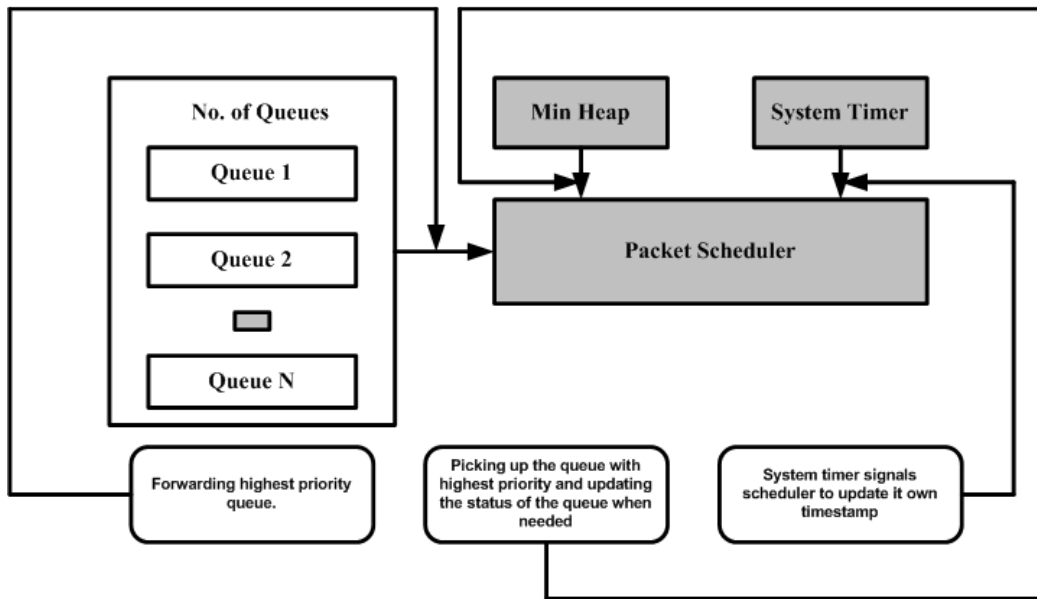 No. of Queues
Queue 1
Queue 2
Queue N
Min Heap
System Timer
Packet Scheduler
Forwarding highest priority
queue.
Picking up the queue with
highest priority and updating
the status of the queue when
needed
System timer signals
scheduler to update it own
timestamp